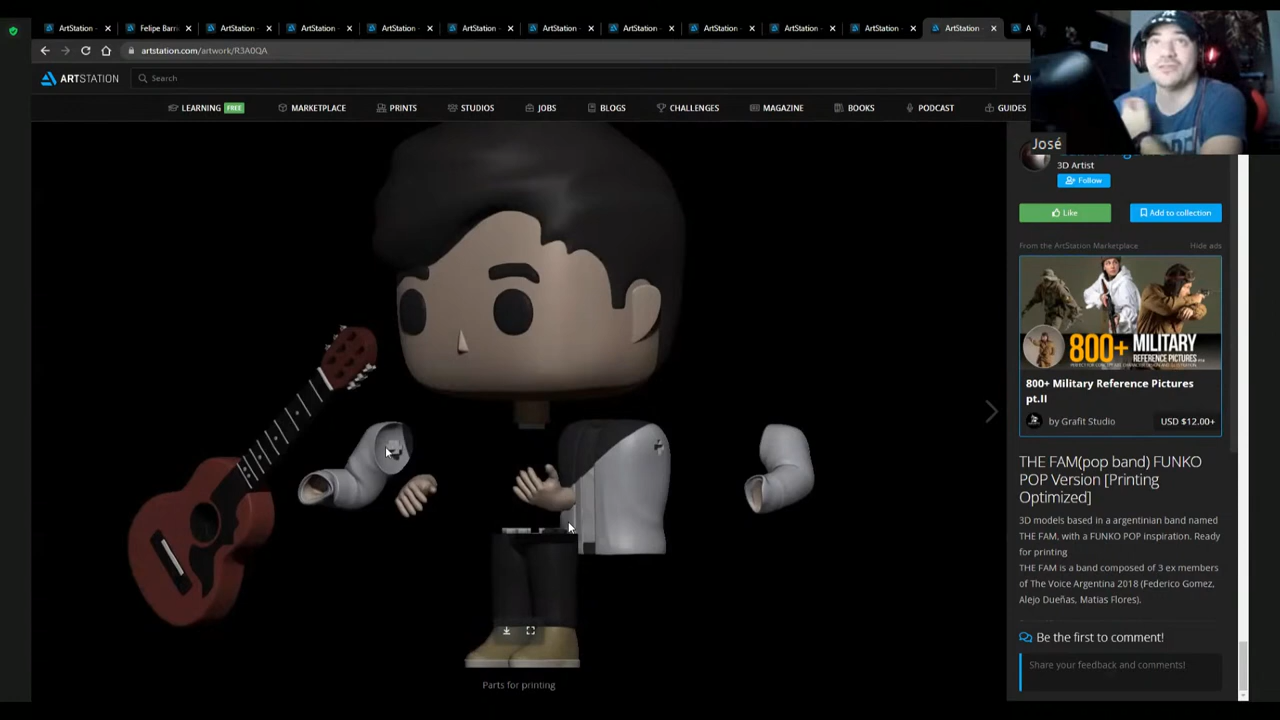 ArtStation -
Felipe Barri
ArtStation -
ArtStation -
ArtStation -
ArtStation -
ArtStation -
ArtStation -
ArtStation -
ArtStation -
ArtStation -
ArtStation -
artstation.com/artwork/R3A0QA
ARTSTATION
Search
LEARNING FREE
MARKETPLACE
PRINTS
STUDIOS
JOBS
BLOGS
CHALLENGES
MAGAZINE
BOOKS
PODCAST
GUIDES
José
3D Artist
Follow
Like
Add to collection
From the ArtStation Marketplace
Hide ads
800+ MILITARY
REFERENCE PICTURES
800+ Military Reference Pictures
pt.II
by Grafit Studio
USD $12.00+
THE FAM(pop band) FUNKO
POP Version [Printing
Optimized]
3D models based in a argentinian band named
THE FAM, with a FUNKO POP inspiration. Ready
for printing
THE FAM is a band composed of 3 ex members
of The Voice Argentina 2018 (Federico Gomez,
Alejo Dueñas, Matias Flores).
Be the first to comment!
Share your feedback and comments!
Parts for printing